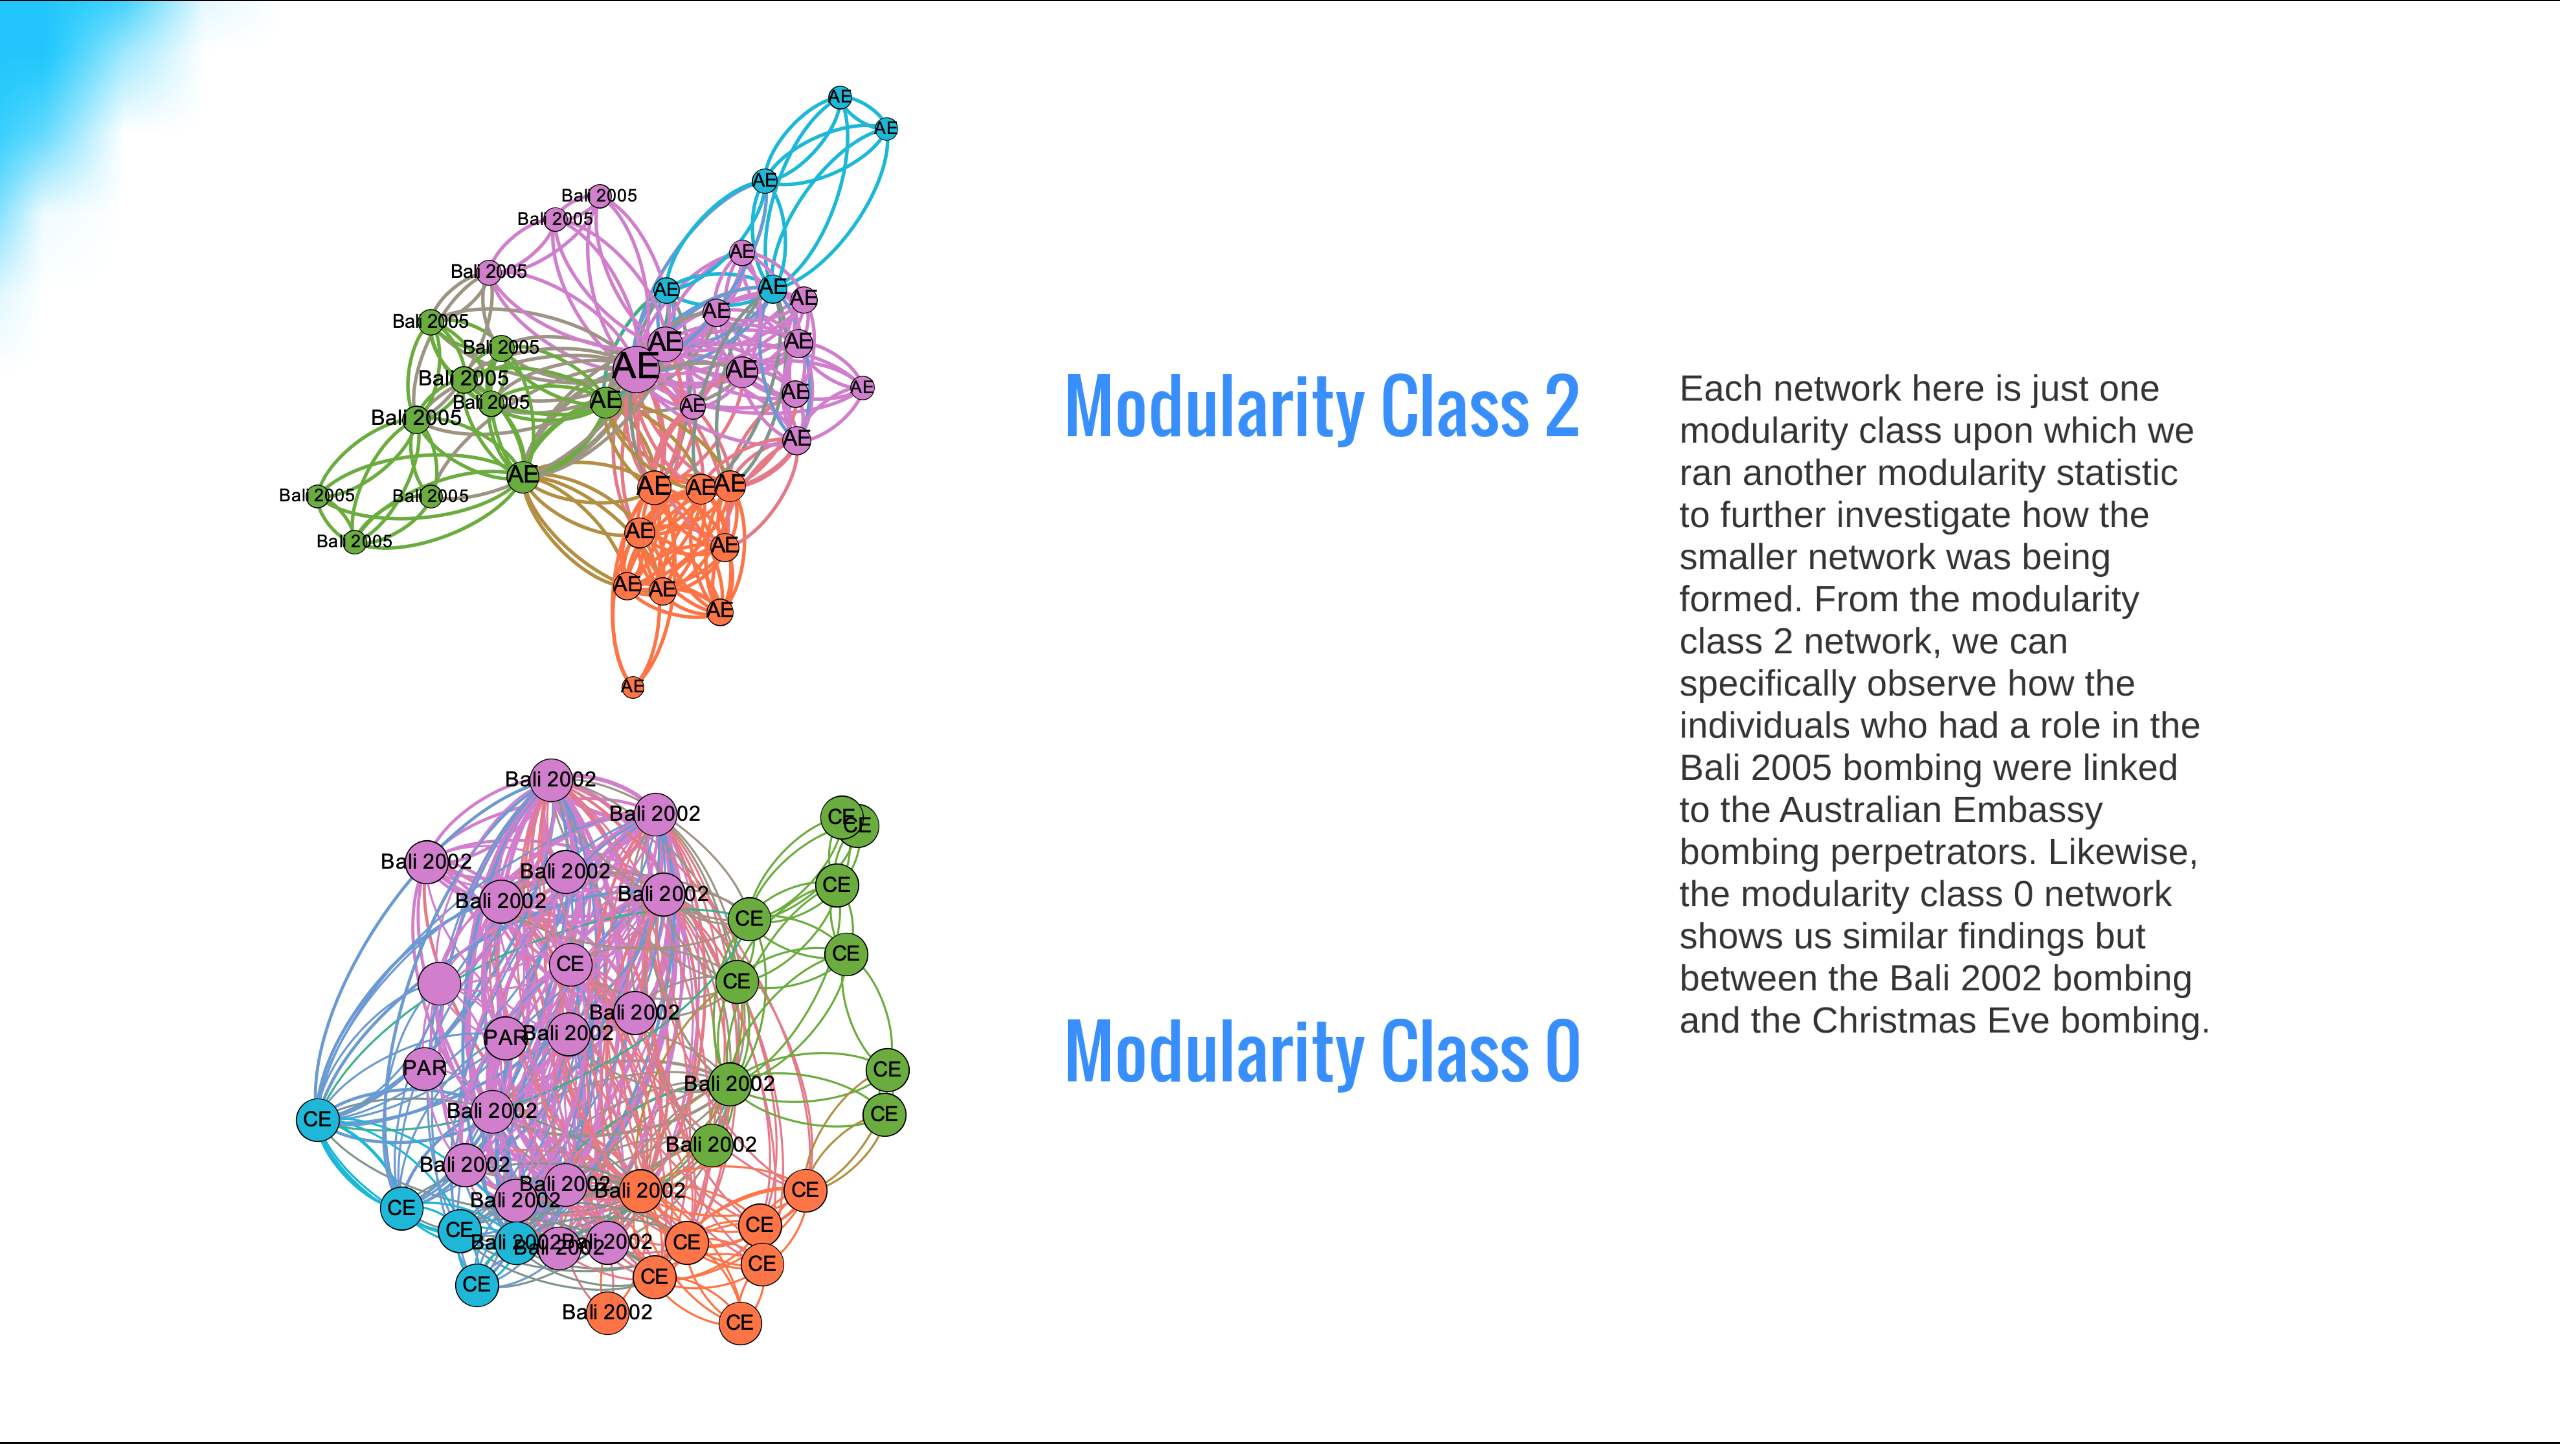 AE
AE
AE
Bali 2005
Bali 2005
AE
Bali 2005
AE
AE
AE
AE
Bali 2005
AE
AE
Bali 2005
AE
AE
Bali 2005
AE
AE
AE
Bali 2005
AE
Bali 2005
AE
AE
AE
AE
AE
AE
Bali 2005
Bali 2005
AE
AE
Bali 2005
AE
AE
AE
AE
Modularity Class 2
Bali 2002
Bali 2002
CE
CE
Bali 2002
Bali 2002
CE
Bali 2002
Bali 2002
CE
CE
CE
CE
Bali 2002
PAR
Bali 2002
PAR
CE
Bali 2002
Bali 2002
CE
CE
Bali 2002
Bali 2002
Bali 2002
Bali 2002
Bali 2002
CE
CE
CE
CE
Bali 2002
Bali 2002
Bali 2002
CE
CE
CE
CE
Bali 2002
CE
Modularity Class 0
Each network here is just one
modularity class upon which we
ran another modularity statistic
to further investigate how the
smaller network was being
formed. From the modularity
class 2 network, we can
specifically observe how the
individuals who had a role in the
Bali 2005 bombing were linked
to the Australian Embassy
bombing perpetrators. Likewise,
the modularity class 0 network
shows us similar findings but
between the Bali 2002 bombing
and the Christmas Eve bombing.